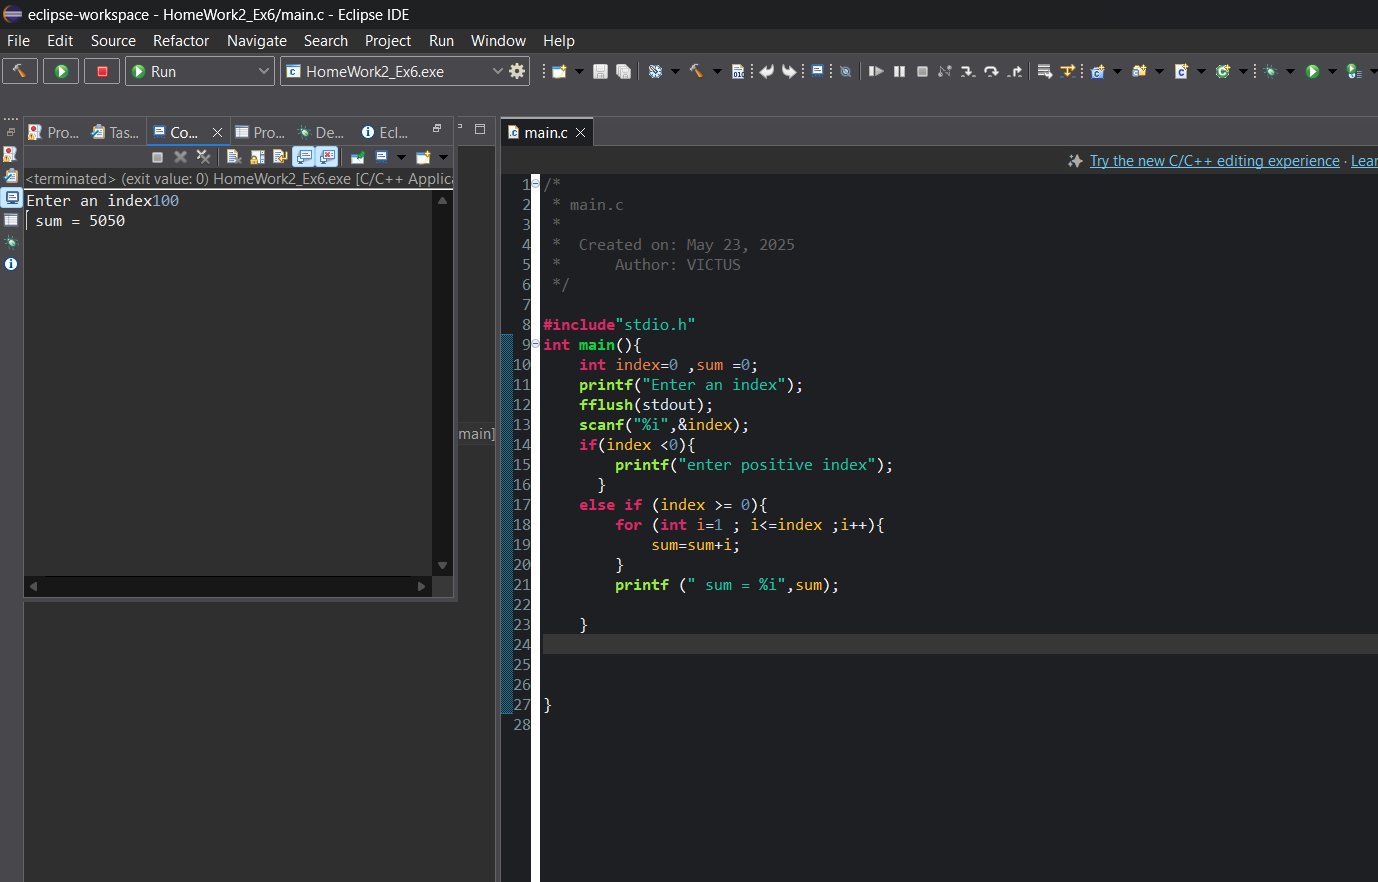 eclipse-workspace - HomeWork2_Ex6/main.c - Eclipse IDE
File Edit Source Refactor Navigate Search Project Run Window Help
Run
HomeWork2_Ex6.exe
Pro... Tas... Co... Pro... De... Ecl...
<terminated> (exit value: 0) HomeWork2_Ex6.exe [C/C++ Applica
Enter an index100
sum = 5050
main]
main.c
Try the new C/C++ editing experience · Lear
1 /*
2 * main.c
3 *
4 *  Created on: May 23, 2025
5 *      Author: VICTUS
6 */
7
8 #include"stdio.h"
9 int main(){
10     int index=0 ,sum =0;
11     printf("Enter an index");
12     fflush(stdout);
13     scanf("%i",&index);
14     if(index <0){
15         printf("enter positive index");
16       }
17     else if (index >= 0){
18         for (int i=1 ; i<=index ;i++){
19             sum=sum+i;
20         }
21         printf (" sum = %i",sum);
22
23     }
24
25
26
27 }
28